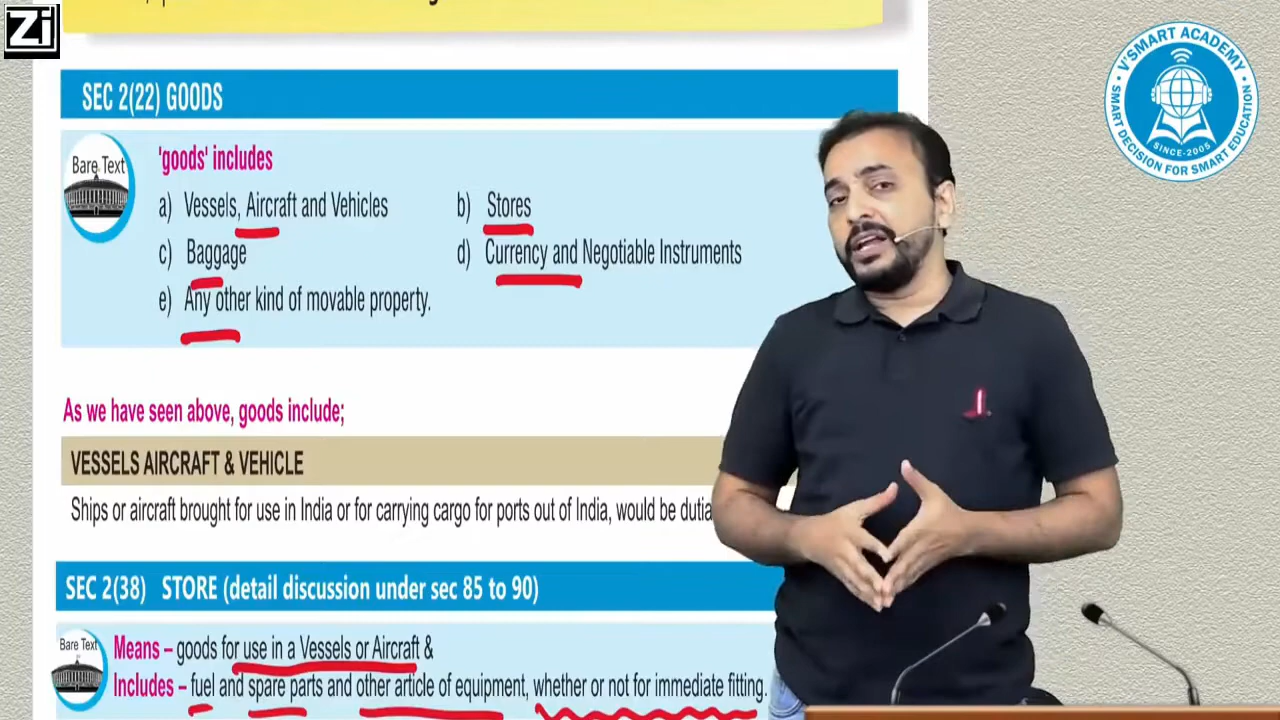 Zi
V'SMART ACADEMY
SMART DECISION FOR SMART EDUCATION
SINCE-2005
SEC 2(22) GOODS
Bare Text
'goods' includes
a) Vessels, Aircraft and Vehicles b) Stores
c) Baggage d) Currency and Negotiable Instruments
e) Any other kind of movable property.
As we have seen above, goods include;
VESSELS AIRCRAFT & VEHICLE
Ships or aircraft brought for use in India or for carrying cargo for ports out of India, would be
SEC 2(38) STORE (detail discussion under sec 85 to 90)
Bare Text
Means – goods for use in a Vessels or Aircraft &
Includes – fuel and spare parts and other article of equipment, whether or not for immediate fitting.